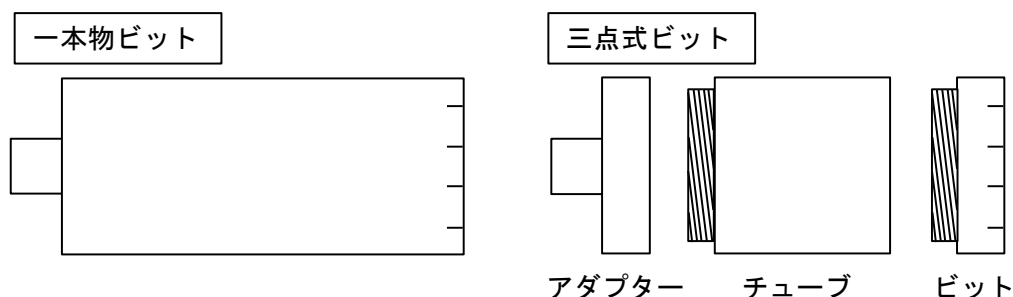 一本物ビット
三点式ビット
アダプター
チューブ
ビット